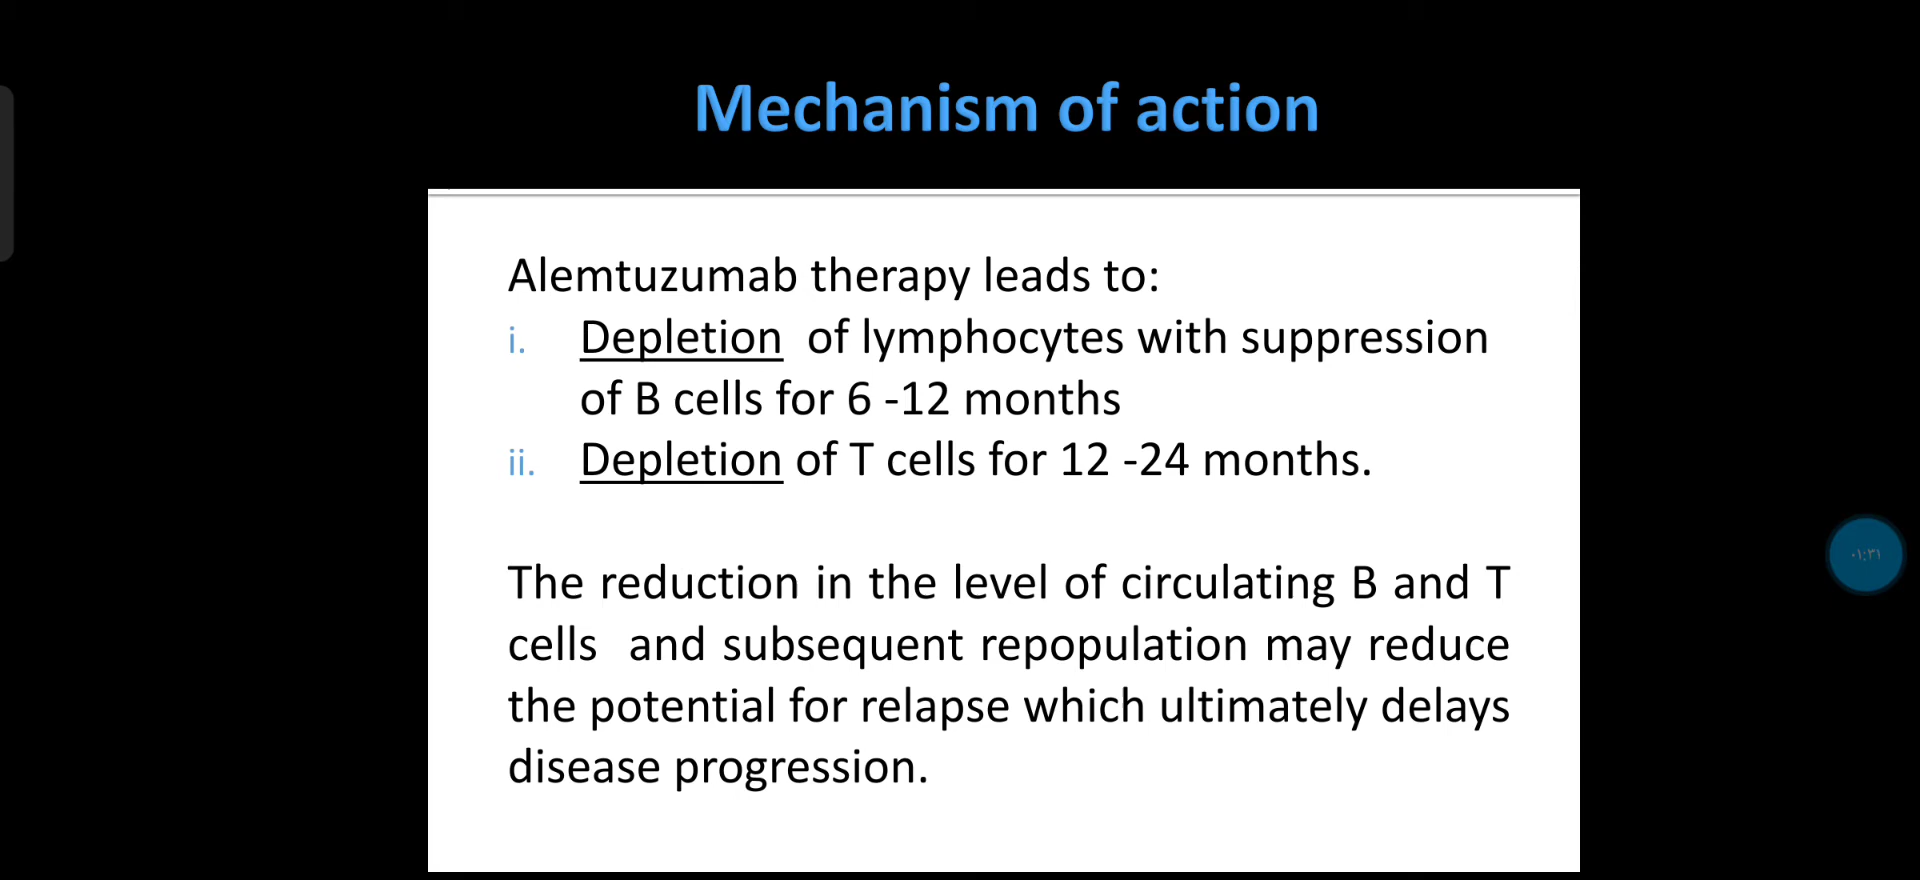 Mechanism of action
Alemtuzumab therapy leads to:
i. Depletion of lymphocytes with suppression
of B cells for 6 -12 months
ii. Depletion of T cells for 12 -24 months.
The reduction in the level of circulating B and T
cells and subsequent repopulation may reduce
the potential for relapse which ultimately delays
disease progression.
٠١:٣١